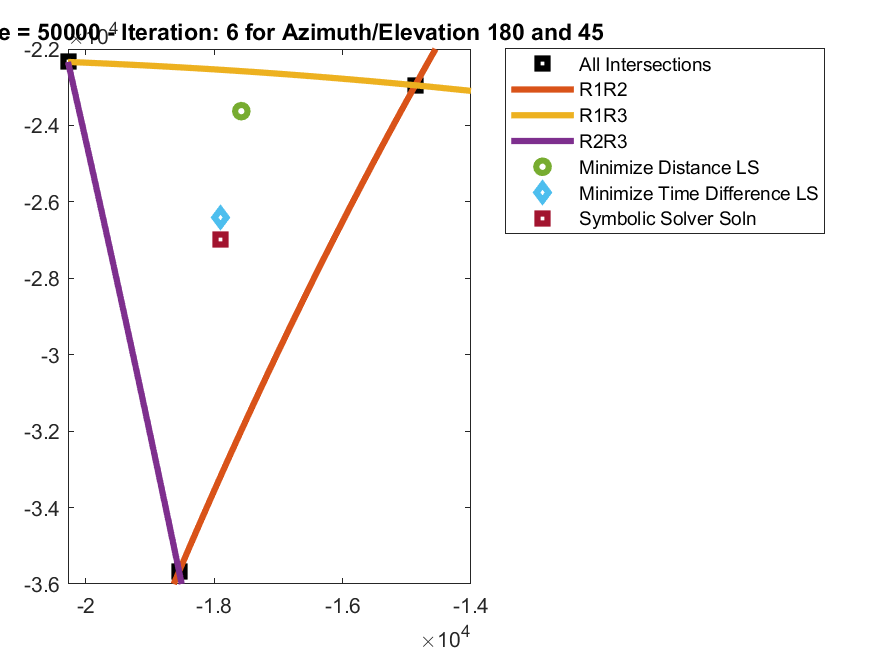 e = 50000 - Iteration: 6 for Azimuth/Elevation 180 and 45
×10^4
-2.2
-2.4
-2.6
-2.8
-3
-3.2
-3.4
-3.6
-2
-1.8
-1.6
-1.4
×10^4
All Intersections
R1R2
R1R3
R2R3
Minimize Distance LS
Minimize Time Difference LS
Symbolic Solver Soln